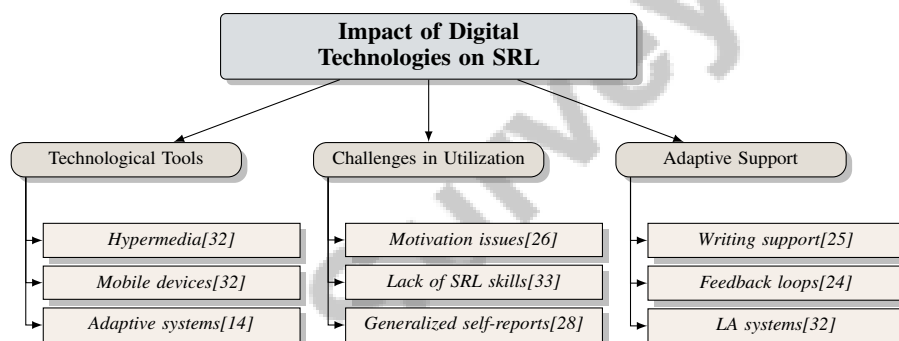 Impact of Digital
Technologies on SRL
Technological Tools
Challenges in Utilization
Adaptive Support
Hypermedia[32]
Motivation issues[26]
Writing support[25]
Mobile devices[32]
Lack of SRL skills[33]
Feedback loops[24]
Adaptive systems[14]
Generalized self-reports[28]
LA systems[32]
Survey